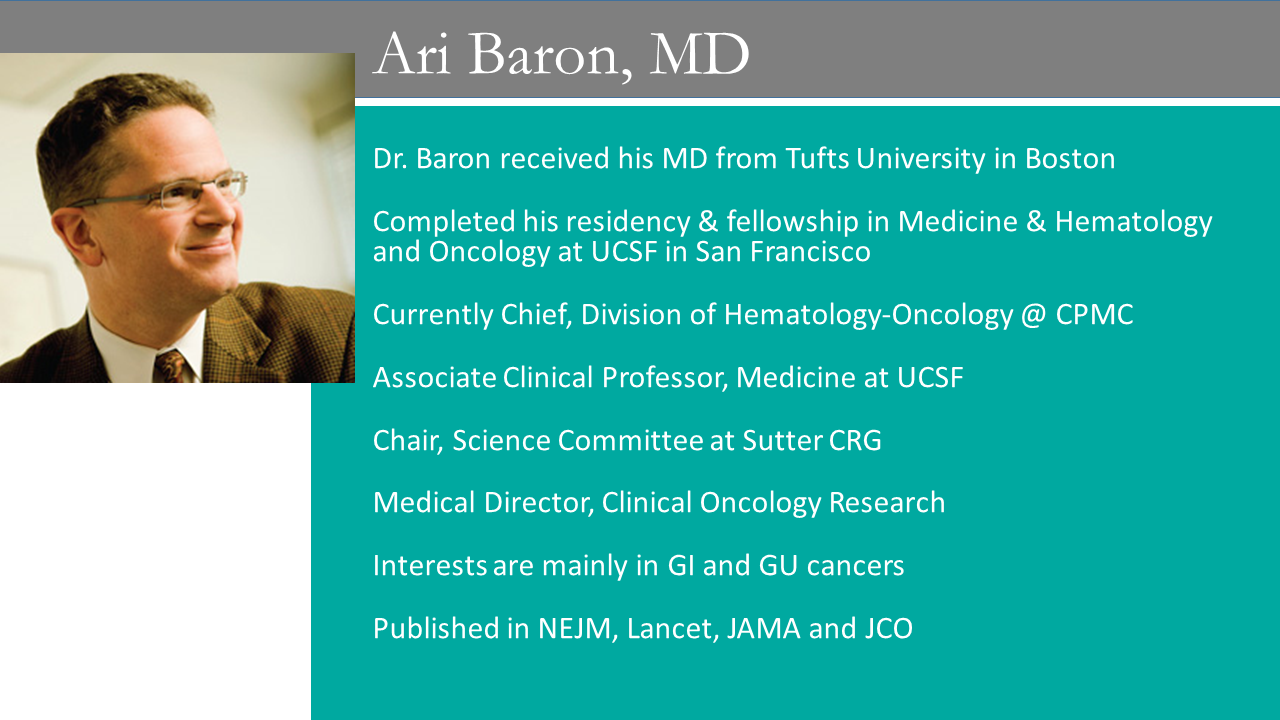 Ari Baron, MD
Dr. Baron received his MD from Tufts University in Boston
Completed his residency & fellowship in Medicine & Hematology
and Oncology at UCSF in San Francisco
Currently Chief, Division of Hematology-Oncology @ CPMC
Associate Clinical Professor, Medicine at UCSF
Chair, Science Committee at Sutter CRG
Medical Director, Clinical Oncology Research
Interests are mainly in GI and GU cancers
Published in NEJM, Lancet, JAMA and JCO